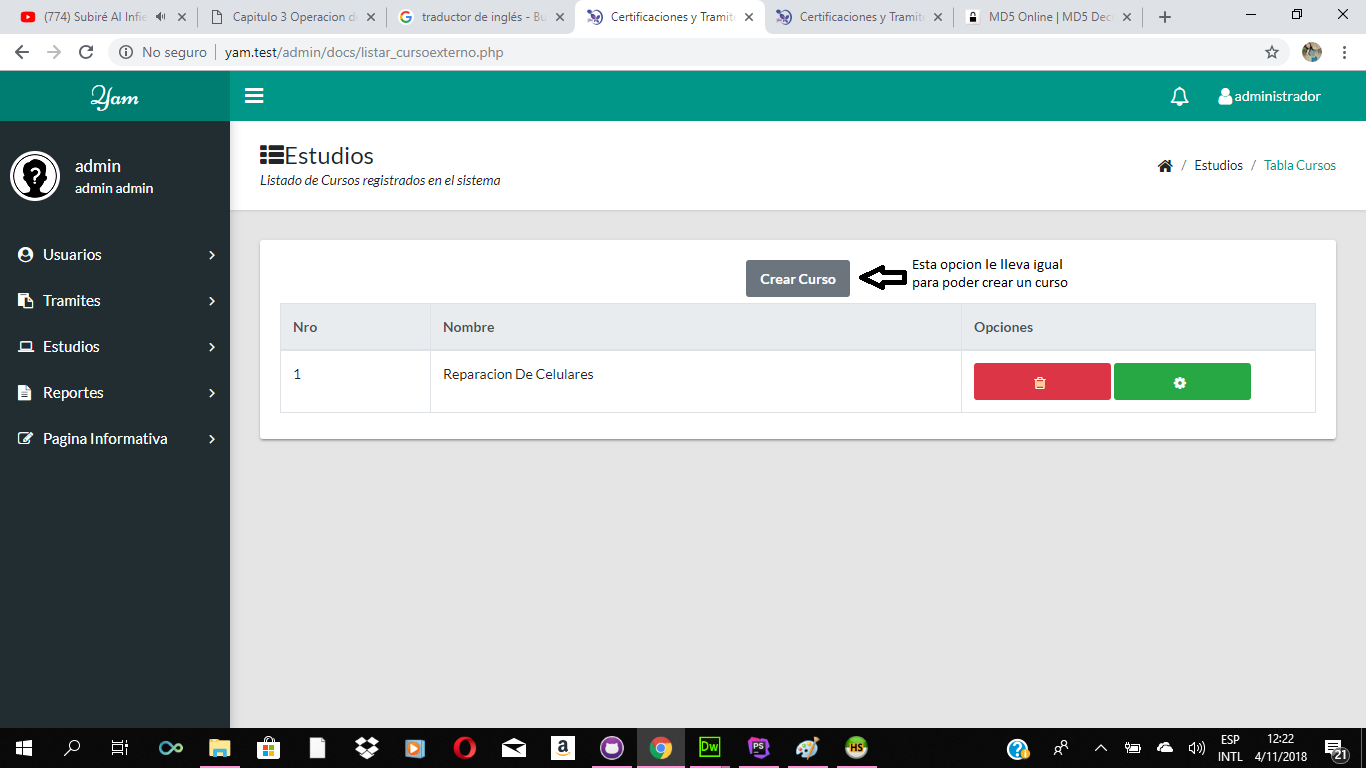 (774) Subiré Al Infie
Capitulo 3 Operacion d
traductor de inglés - Bu
Certificaciones y Tramit
Certificaciones y Tramit
MD5 Online | MD5 Dec
No seguro
yam.test/admin/docs/listar_cursoexterno.php
Yam
administrador
admin
admin admin
Usuarios
Tramites
Estudios
Reportes
Pagina Informativa
Estudios
Listado de Cursos registrados en el sistema
/ Estudios / Tabla Cursos
Crear Curso
Esta opcion le lleva igual
para poder crear un curso
Nro Nombre Opciones
1 Reparacion De Celulares
a
Dw
PS
HS
ESP
INTL
12:22
4/11/2018
21